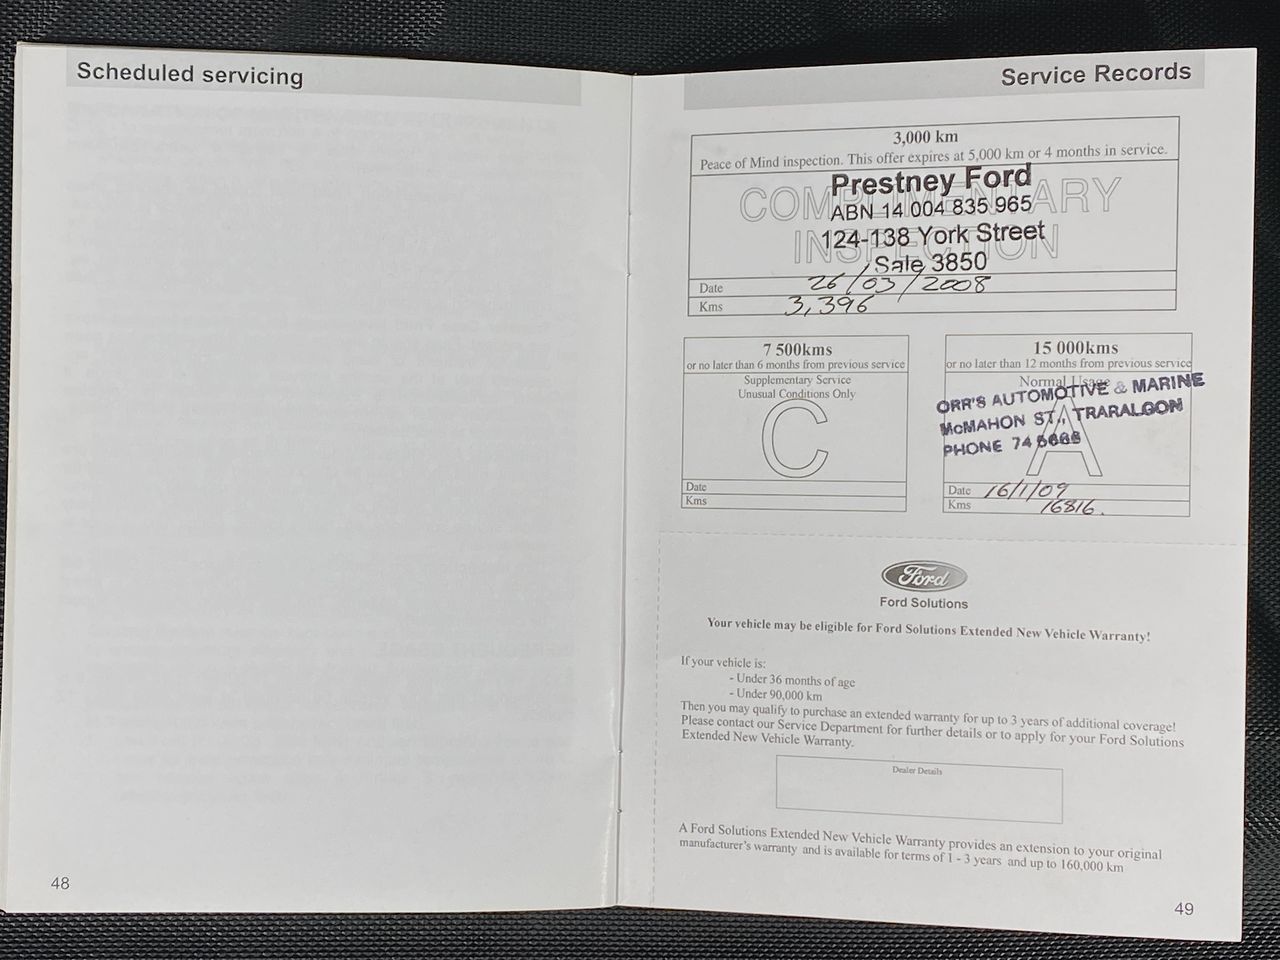 Scheduled servicing
48
Service Records
3,000 km
Peace of Mind inspection. This offer expires at 5,000 km or 4 months in service.
COMPLIMENTARY
INSPECTION
Prestney Ford
ABN 14 004 835 965
124-138 York Street
Sale 3850
Date 26/03/2008
Kms 3,396
7 500kms
or no later than 6 months from previous service
Supplementary Service
Unusual Conditions Only
C
Date
Kms
15 000kms
or no later than 12 months from previous service
Normal Usage
A
ORR'S AUTOMOTIVE & MARINE
McMAHON ST., TRARALGON
PHONE 74
Date 16/1/09
Kms 16816.
Ford
Ford Solutions
Your vehicle may be eligible for Ford Solutions Extended New Vehicle Warranty!
If your vehicle is:
- Under 36 months of age
- Under 90,000 km
Then you may qualify to purchase an extended warranty for up to 3 years of additional coverage!
Please contact our Service Department for further details or to apply for your Ford Solutions
Extended New Vehicle Warranty.
Dealer Details
A Ford Solutions Extended New Vehicle Warranty provides an extension to your original
manufacturer's warranty and is available for terms of 1 - 3 years and up to 160,000 km
49